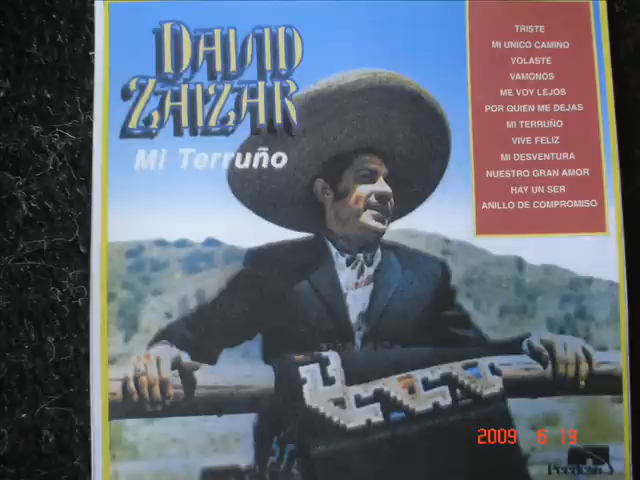 DAVID
ZAIZAR
Mi Terruño
TRISTE
MI UNICO CAMINO
VOLASTE
VAMONOS
ME VOY LEJOS
POR QUIEN ME DEJAS
MI TERRUÑO
VIVE FELIZ
MI DESVENTURA
NUESTRO GRAN AMOR
HAY UN SER
ANILLO DE COMPROMISO
2009 6 19
Peerless